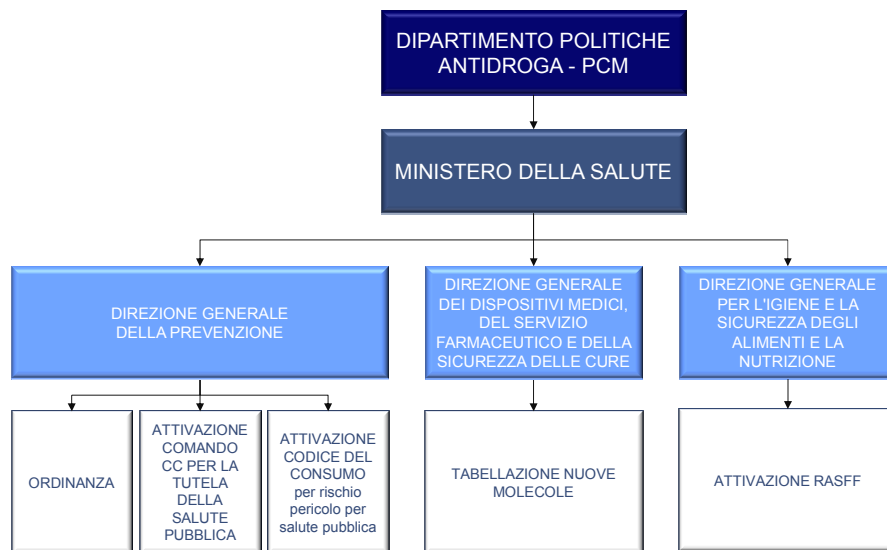 DIPARTIMENTO POLITICHE
ANTIDROGA - PCM
MINISTERO DELLA SALUTE
DIREZIONE GENERALE
DELLA PREVENZIONE
DIREZIONE GENERALE
DEI DISPOSITIVI MEDICI,
DEL SERVIZIO
FARMACEUTICO E DELLA
SICUREZZA DELLE CURE
DIREZIONE GENERALE
PER L'IGIENE E LA
SICUREZZA DEGLI
ALIMENTI E LA
NUTRIZIONE
ORDINANZA
ATTIVAZIONE
COMANDO
CC PER LA
TUTELA
DELLA
SALUTE
PUBBLICA
ATTIVAZIONE
CODICE DEL
CONSUMO
per rischio
pericolo per
salute pubblica
TABELLAZIONE NUOVE
MOLECOLE
ATTIVAZIONE RASFF